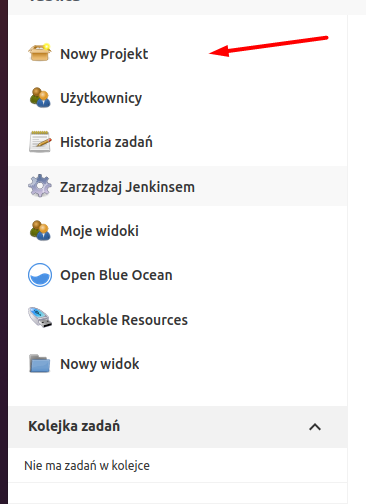 Nowy Projekt
Użytkownicy
Historia zadań
Zarządzaj Jenkinsem
Moje widoki
Open Blue Ocean
Lockable Resources
Nowy widok
Kolejka zadań
Nie ma zadań w kolejce